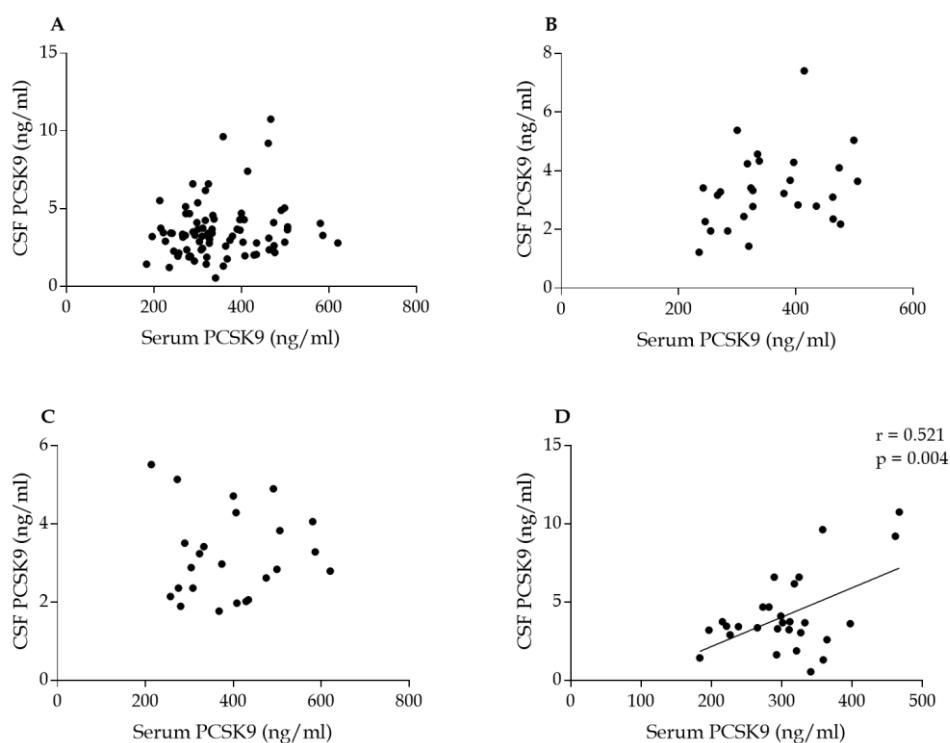 A
CSF PCSK9 (ng/ml)
15
10
5
0
0 200 400 600 800
Serum PCSK9 (ng/ml)
B
CSF PCSK9 (ng/ml)
8
6
4
2
0
0 200 400 600
Serum PCSK9 (ng/ml)
C
CSF PCSK9 (ng/ml)
6
4
2
0
0 200 400 600 800
Serum PCSK9 (ng/ml)
D
r = 0.521
p = 0.004
CSF PCSK9 (ng/ml)
15
10
5
0
0 100 200 300 400 500
Serum PCSK9 (ng/ml)